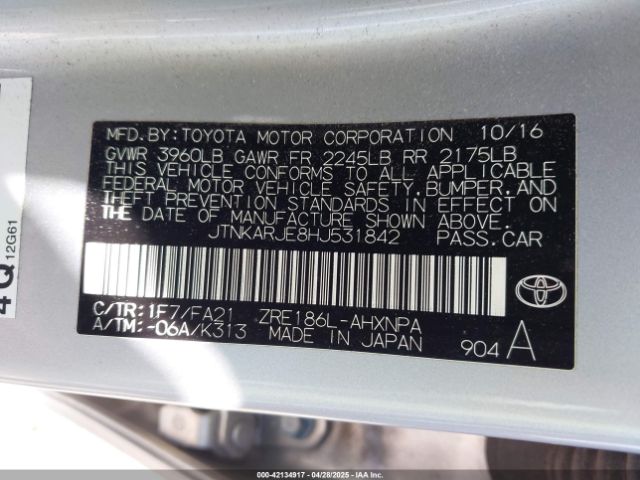 MFD.BY:TOYOTA MOTOR CORPORATION 10/16
GVWR 3960LB GAWR FR 2245LB RR 2175LB
THIS VEHICLE CONFORMS TO ALL APPLICABLE
FEDERAL MOTOR VEHICLE SAFETY,BUMPER,AND
THEFT PREVENTION STANDARDS IN EFFECT ON
THE DATE OF MANUFACTURE SHOWN ABOVE.
JTNKARJE8HJ531842 PASS.CAR
C/TR:1F7/FA21 ZRE186L-AHXNPA
A/TM:-06A/K313 MADE IN JAPAN
904 A
4Q 12G61
000-42134917 - 04/28/2025 - IAA Inc.